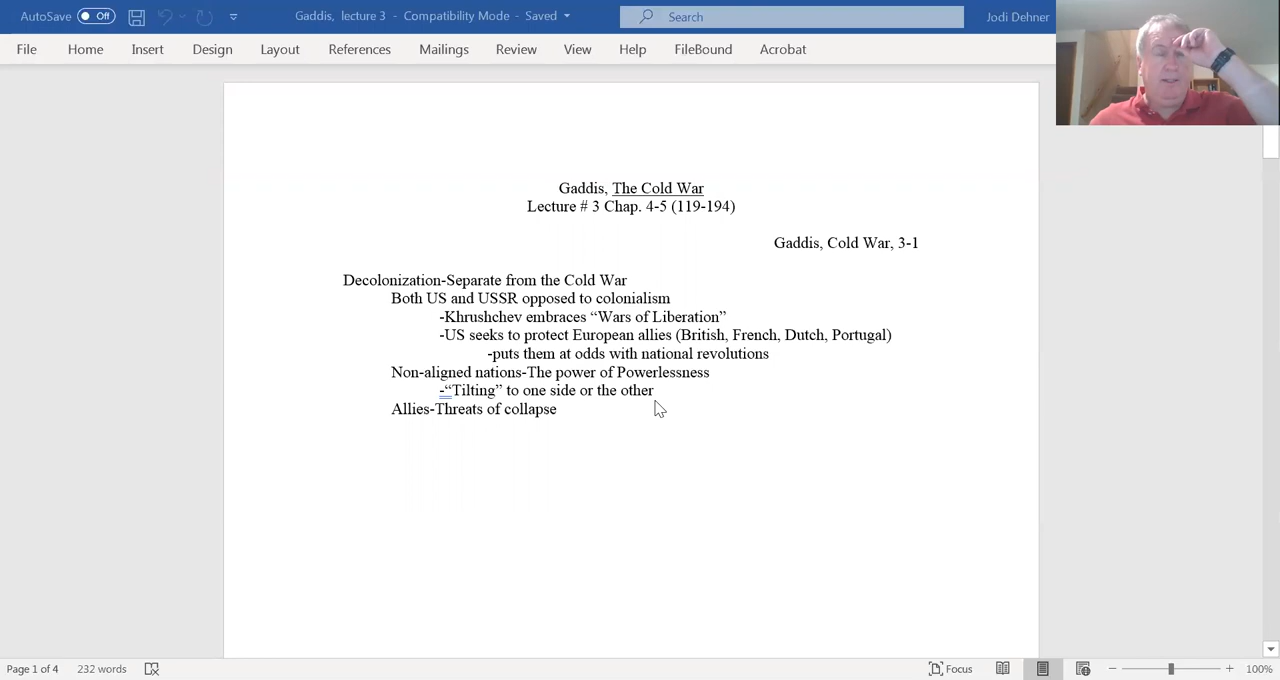 AutoSave Off Gaddis, lecture 3 - Compatibility Mode - Saved Search Jodi Dehner
File Home Insert Design Layout References Mailings Review View Help FileBound Acrobat
Gaddis, The Cold War
Lecture # 3 Chap. 4-5 (119-194)
Gaddis, Cold War, 3-1
Decolonization-Separate from the Cold War
Both US and USSR opposed to colonialism
-Khrushchev embraces “Wars of Liberation”
-US seeks to protect European allies (British, French, Dutch, Portugal)
-puts them at odds with national revolutions
Non-aligned nations-The power of Powerlessness
-“Tilting” to one side or the other
Allies-Threats of collapse
Page 1 of 4 232 words Focus 100%